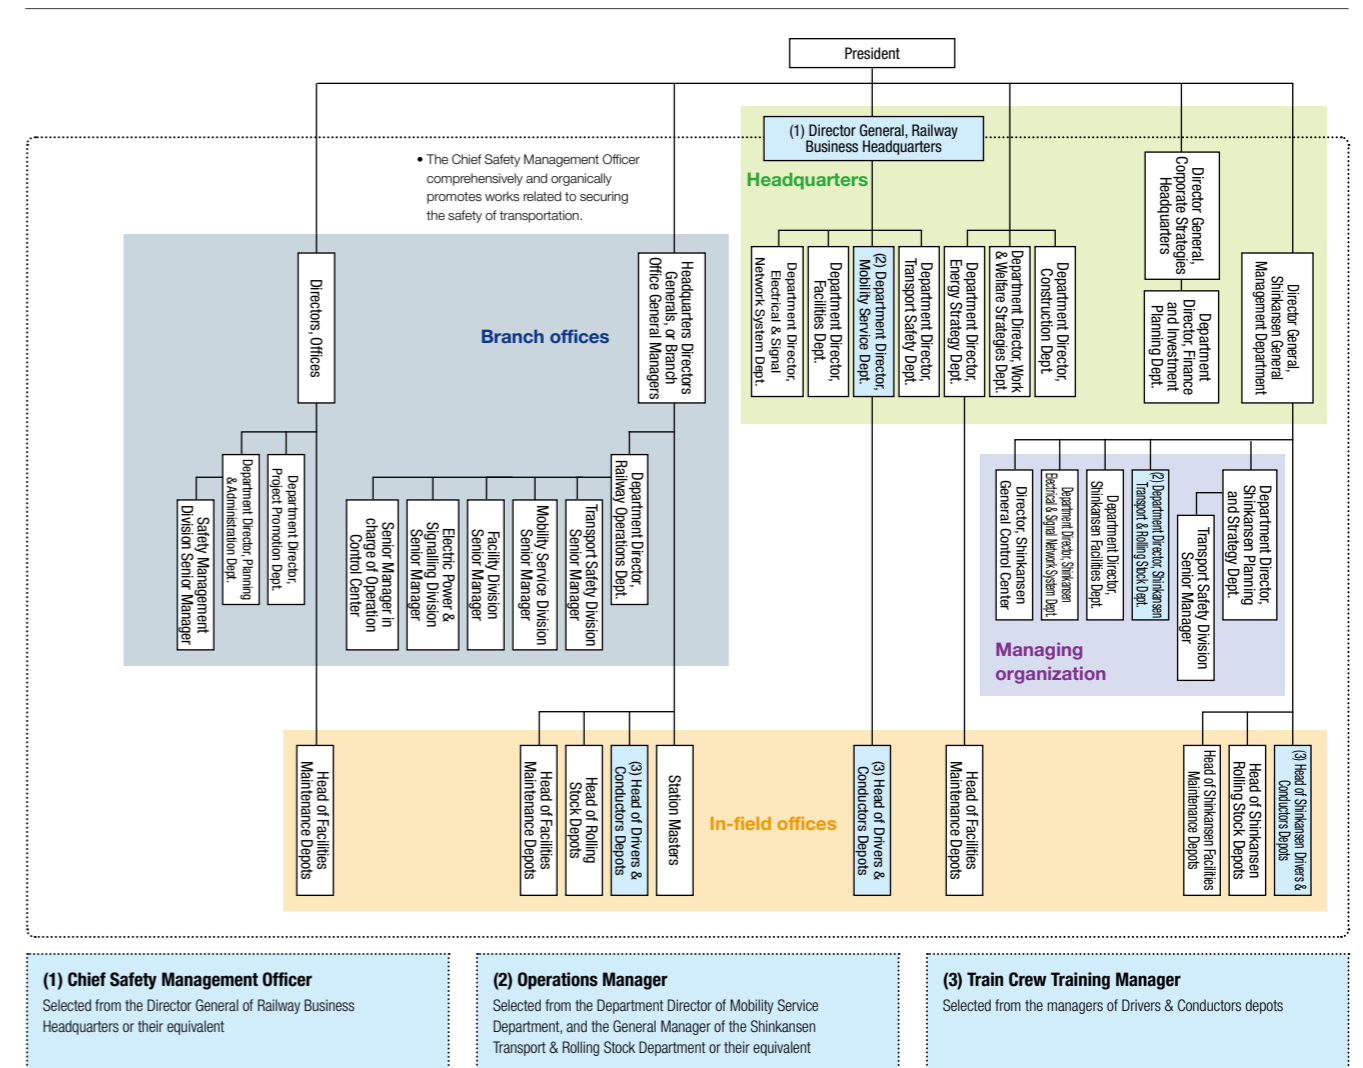 President
(1) Director General, Railway
Business Headquarters
• The Chief Safety Management Officer
comprehensively and organically
promotes works related to securing
the safety of transportation.
Headquarters
Director General,
Corporate Strategies
Headquarters
Branch offices
Directors, Offices
Headquarters Directors
Generals, or Branch
Office General Managers
Department Director,
Electrical & Signal
Network System Dept.
Department Director,
Facilities Dept.
(2) Department Director,
Mobility Service Dept.
Department Director,
Transport Safety Dept.
Department Director,
Energy Strategy Dept.
Department Director, Work
& Welfare Strategies Dept.
Department Director,
Construction Dept.
Department
Director, Finance
and Investment
Planning Dept.
Director General,
Shinkansen General
Management Department
Safety Management
Division Senior Manager
Department Director, Planning
& Administration Dept.
Department Director,
Project Promotion Dept.
Senior Manager in
charge of Operation
Control Center
Electric Power &
Signaling Division
Senior Manager
Facility Division
Senior Manager
Mobility Service Division
Senior Manager
Transport Safety Division
Senior Manager
Department Director,
Railway Operations Dept.
Director, Shinkansen
General Control Center
Department Director, Shinkansen
Electrical & Signal Network System Dept.
Department Director,
Shinkansen Facilities Dept.
(2) Department Director, Shinkansen
Transport & Rolling Stock Dept.
Transport Safety Division
Senior Manager
Department Director,
Shinkansen Planning
and Strategy Dept.
Managing
organization
Head of Facilities
Maintenance Depots
Head of Facilities
Maintenance Depots
Head of Rolling
Stock Depots
(3) Head of Drivers &
Conductors Depots
Station Masters
In-field offices
(3) Head of Drivers &
Conductors Depots
Head of Facilities
Maintenance Depots
Head of Shinkansen Facilities
Maintenance Depots
Head of Shinkansen
Rolling Stock Depots
(3) Head of Shinkansen Drivers &
Conductors Depots
(1) Chief Safety Management Officer
Selected from the Director General of Railway Business
Headquarters or their equivalent
(2) Operations Manager
Selected from the Department Director of Mobility Service
Department, and the General Manager of the Shinkansen
Transport & Rolling Stock Department or their equivalent
(3) Train Crew Training Manager
Selected from the managers of Drivers & Conductors depots